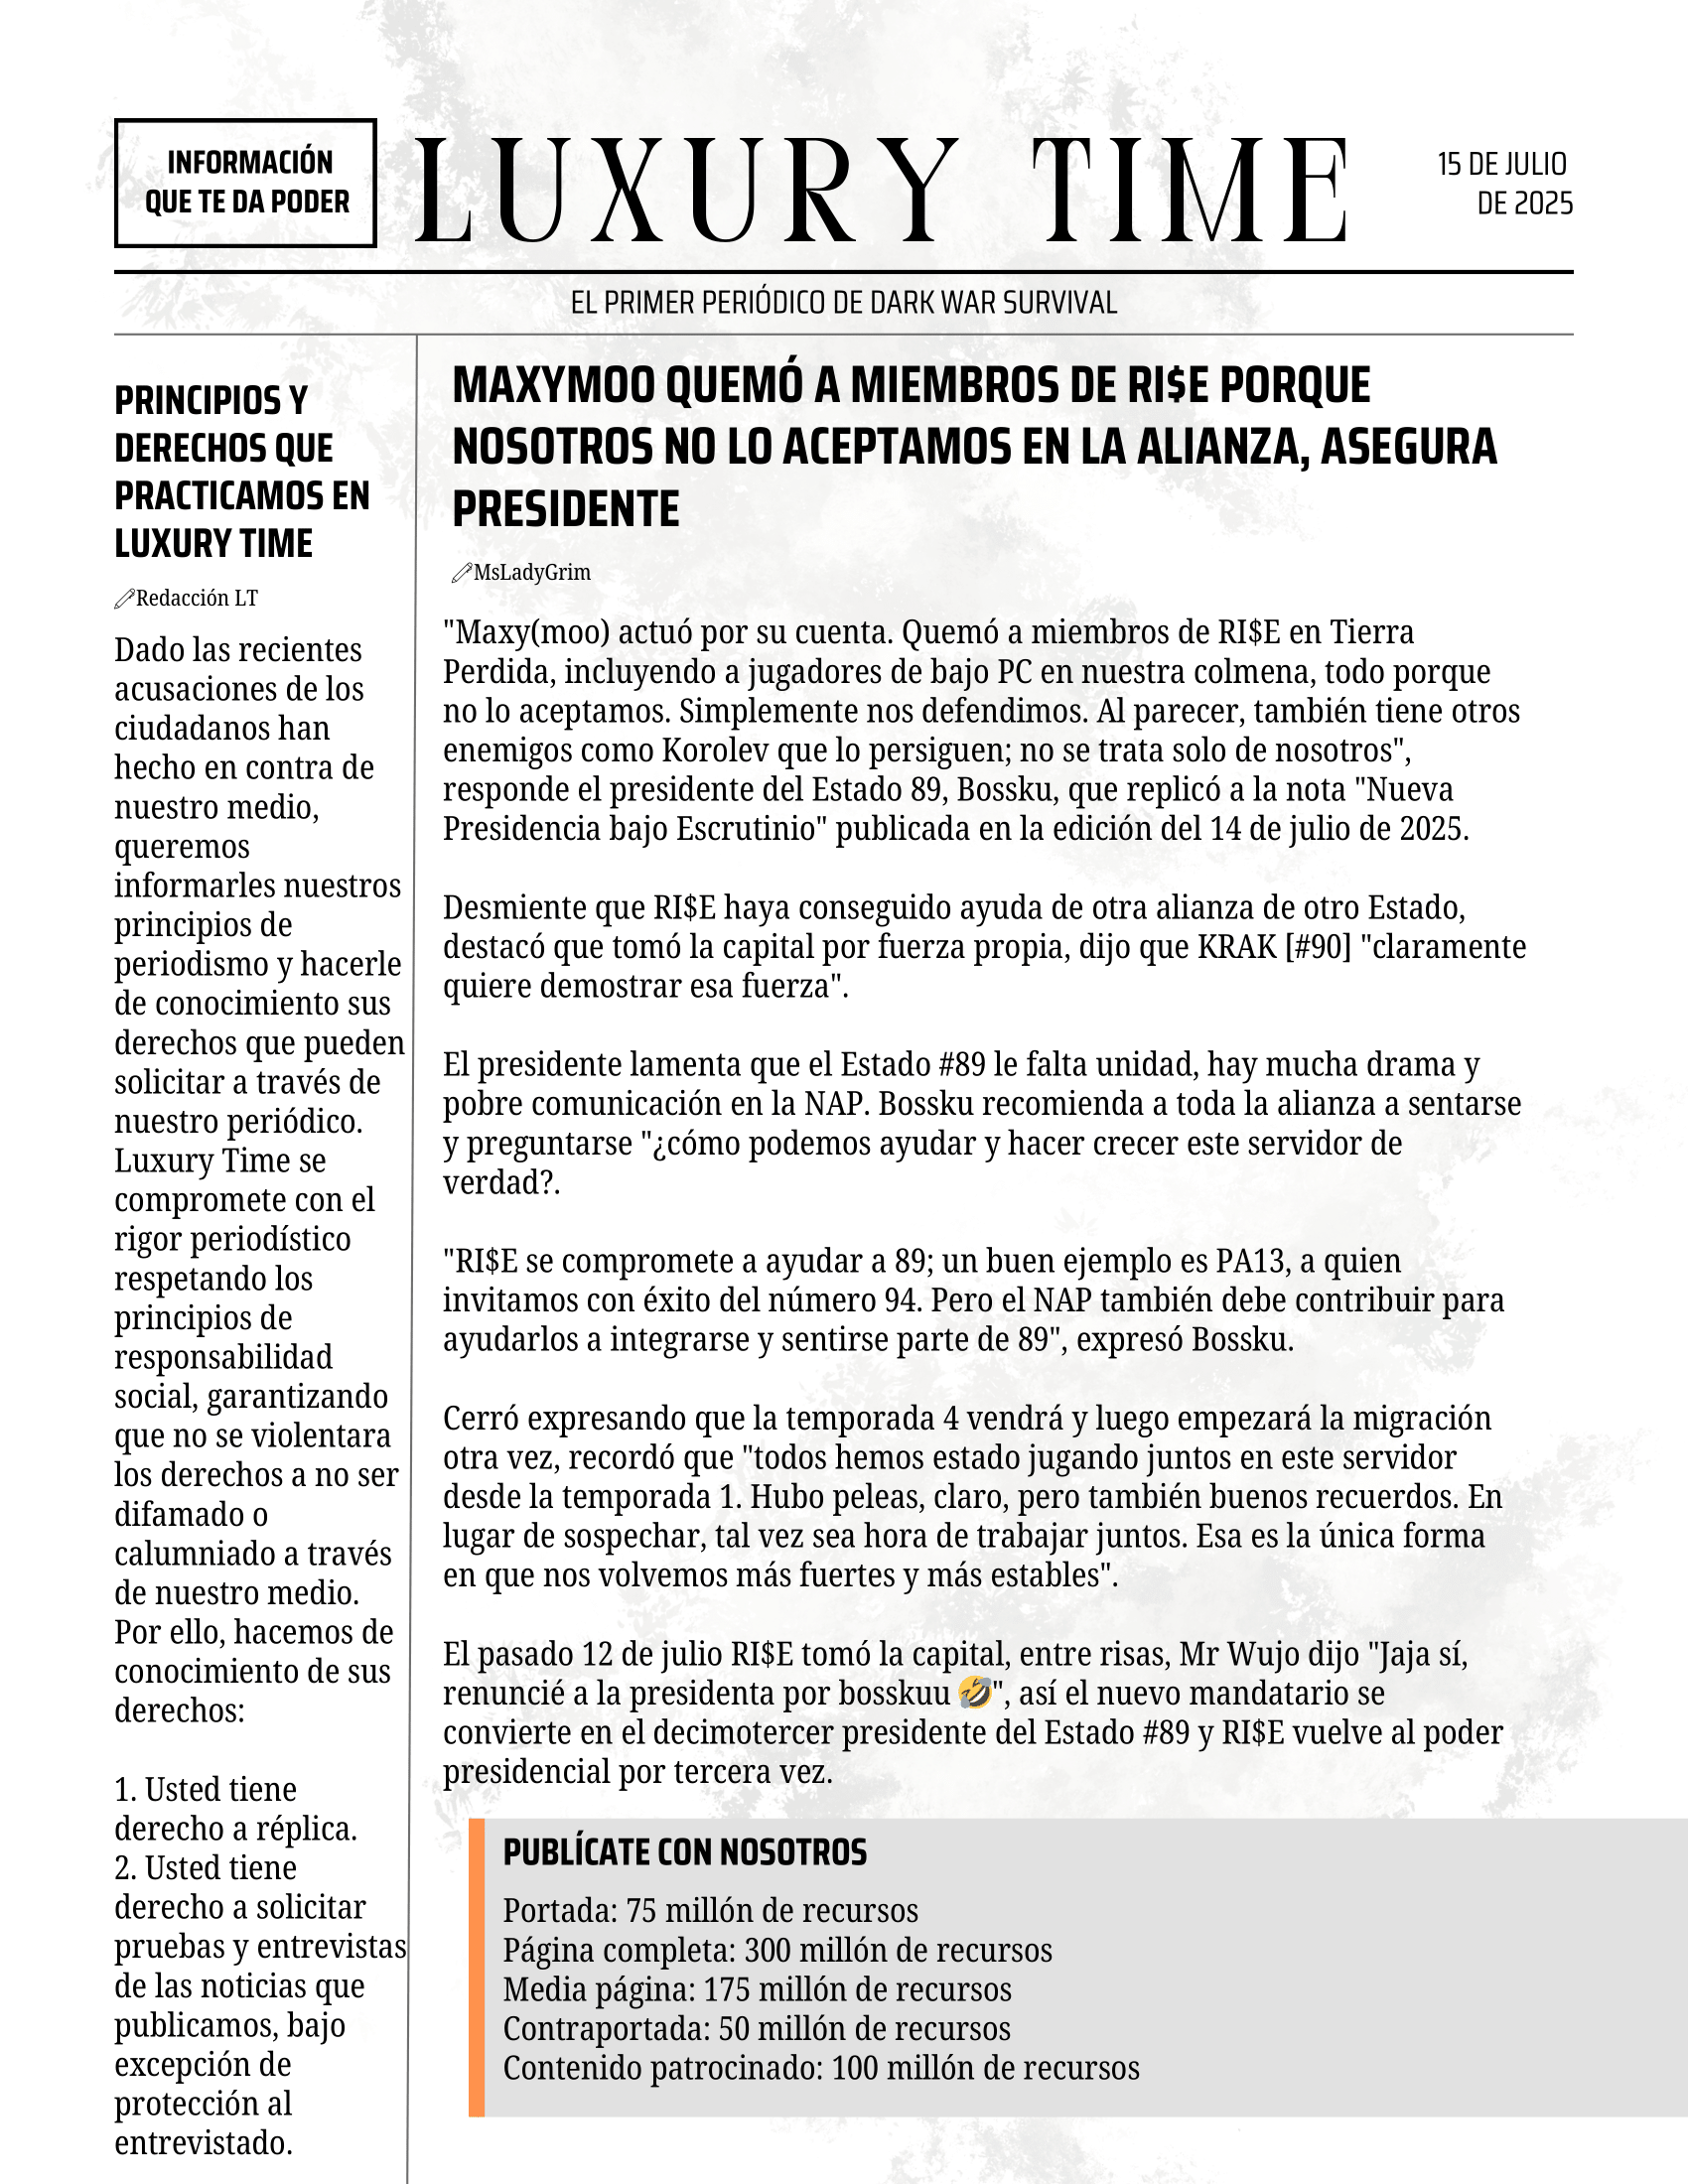 INFORMACIÓN
QUE TE DA PODER
LUXURY TIME
15 DE JULIO
DE 2025
EL PRIMER PERIÓDICO DE DARK WAR SURVIVAL
PRINCIPIOS Y
DERECHOS QUE
PRACTICAMOS EN
LUXURY TIME
Redacción LT
Dado las recientes
acusaciones de los
ciudadanos han
hecho en contra de
nuestro medio,
queremos
informarles nuestros
principios de
periodismo y hacerle
de conocimiento sus
derechos que pueden
solicitar a través de
nuestro periódico.
Luxury Time se
compromete con el
rigor periodístico
respetando los
principios de
responsabilidad
social, garantizando
que no se violentara
los derechos a no ser
difamado o
calumniado a través
de nuestro medio.
Por ello, hacemos de
conocimiento de sus
derechos:
1. Usted tiene
derecho a réplica.
2. Usted tiene
derecho a solicitar
pruebas y entrevistas
de las noticias que
publicamos, bajo
excepción de
protección al
entrevistado.
MAXYMOO QUEMÓ A MIEMBROS DE RI$E PORQUE
NOSOTROS NO LO ACEPTAMOS EN LA ALIANZA, ASEGURA
PRESIDENTE
MsLadyGrim
"Maxy(moo) actuó por su cuenta. Quemó a miembros de RI$E en Tierra
Perdida, incluyendo a jugadores de bajo PC en nuestra colmena, todo porque
no lo aceptamos. Simplemente nos defendimos. Al parecer, también tiene otros
enemigos como Korolev que lo persiguen; no se trata solo de nosotros",
responde el presidente del Estado 89, Bossku, que replicó a la nota "Nueva
Presidencia bajo Escrutinio" publicada en la edición del 14 de julio de 2025.
Desmiente que RI$E haya conseguido ayuda de otra alianza de otro Estado,
destacó que tomó la capital por fuerza propia, dijo que KRAK [#90] "claramente
quiere demostrar esa fuerza".
El presidente lamenta que el Estado #89 le falta unidad, hay mucha drama y
pobre comunicación en la NAP. Bossku recomienda a toda la alianza a sentarse
y preguntarse "¿cómo podemos ayudar y hacer crecer este servidor de
verdad?.
"RI$E se compromete a ayudar a 89; un buen ejemplo es PA13, a quien
invitamos con éxito del número 94. Pero el NAP también debe contribuir para
ayudarlos a integrarse y sentirse parte de 89", expresó Bossku.
Cerró expresando que la temporada 4 vendrá y luego empezará la migración
otra vez, recordó que "todos hemos estado jugando juntos en este servidor
desde la temporada 1. Hubo peleas, claro, pero también buenos recuerdos. En
lugar de sospechar, tal vez sea hora de trabajar juntos. Esa es la única forma
en que nos volvemos más fuertes y más estables".
El pasado 12 de julio RI$E tomó la capital, entre risas, Mr Wujo dijo "Jaja sí,
renuncié a la presidenta por bosskuu 🤣", así el nuevo mandatario se
convierte en el decimotercer presidente del Estado #89 y RI$E vuelve al poder
presidencial por tercera vez.
PUBLÍCATE CON NOSOTROS
Portada: 75 millón de recursos
Página completa: 300 millón de recursos
Media página: 175 millón de recursos
Contraportada: 50 millón de recursos
Contenido patrocinado: 100 millón de recursos